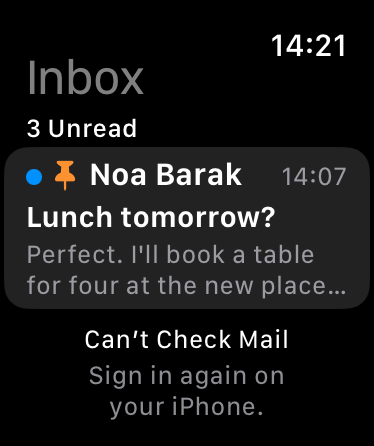 14:21
Inbox
3 Unread
Noa Barak 14:07
Lunch tomorrow?
Perfect. I'll book a table
for four at the new place...
Can’t Check Mail
Sign in again on
your iPhone.